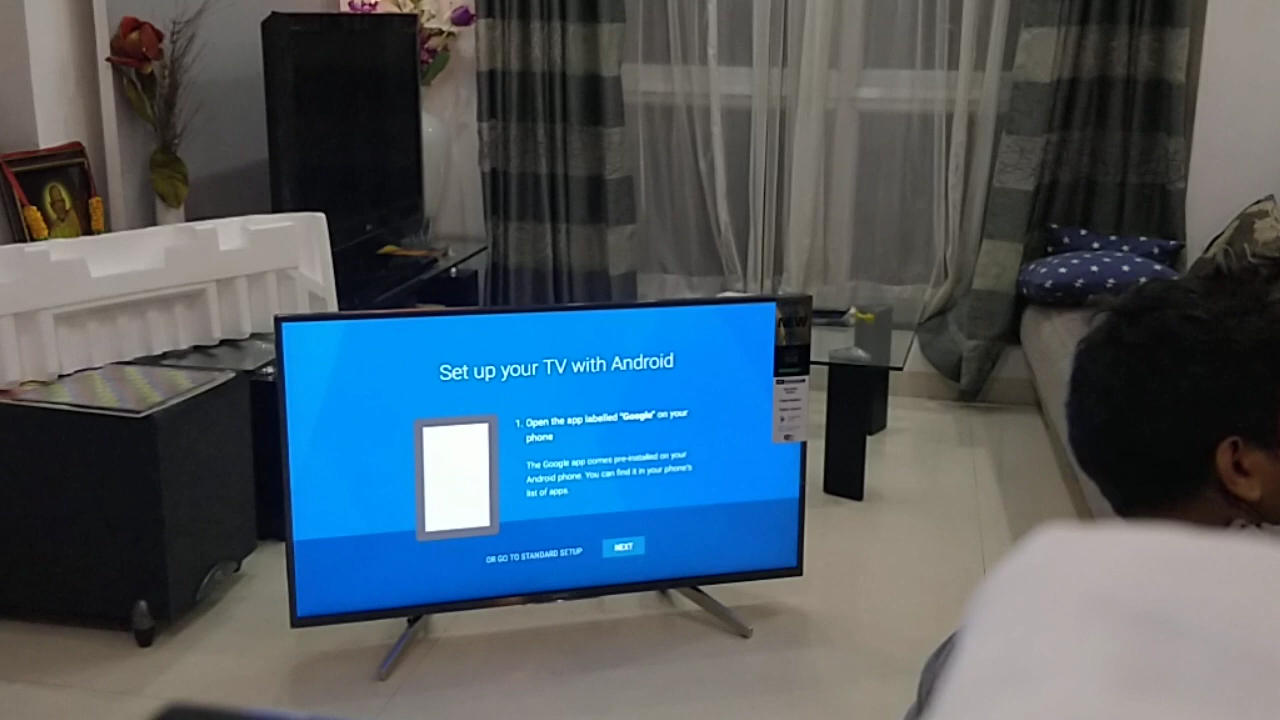 Set up your TV with Android
1. Open the app labelled "Google" on your
phone
The Google app comes pre-installed on your
Android phone. You can find it in your phone's
list of apps.
OR GO TO STANDARD SETUP
NEXT
NEW